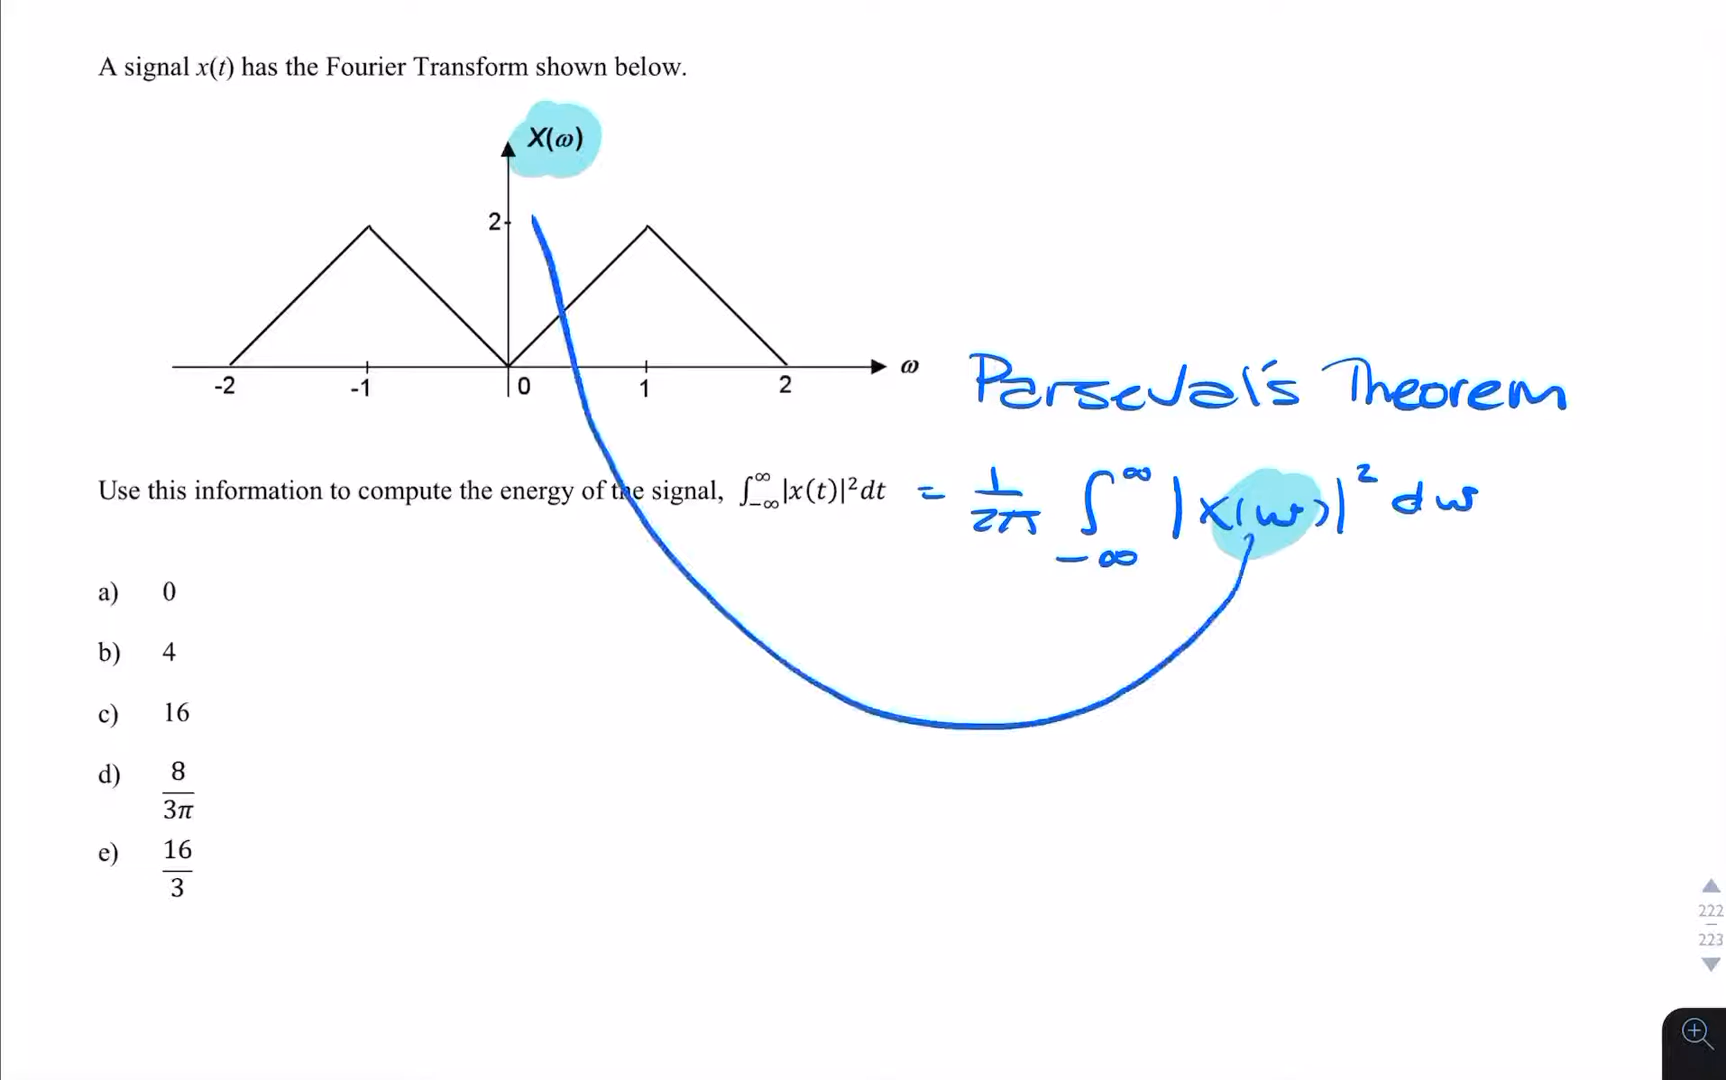 A signal x(t) has the Fourier Transform shown below.
X(ω)
2
-2 -1 0 1 2 ω
Parseval's Theorem
Use this information to compute the energy of the signal, ∫_{-∞}^{∞} |x(t)|² dt = 1/2π ∫_{-∞}^{∞} |X(ω)|² dω
a) 0
b) 4
c) 16
d) 8/3π
e) 16/3
222
223